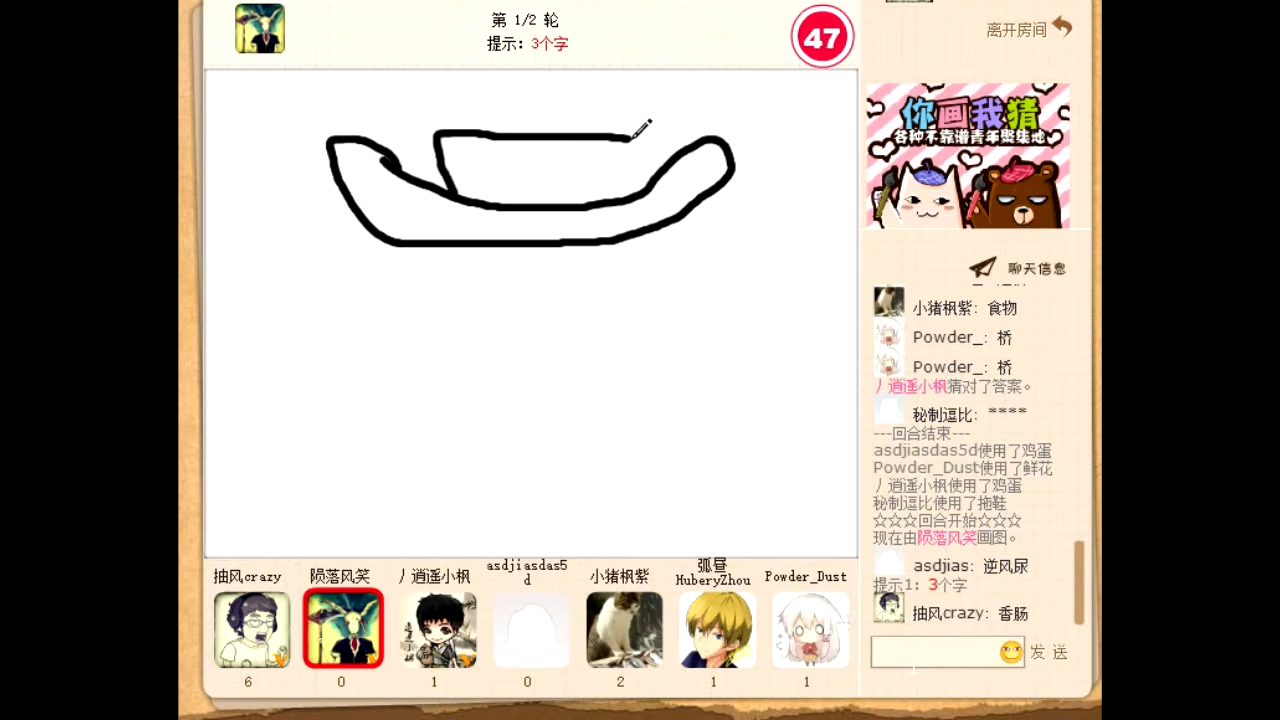 第 1/2 轮
提示：3个字
47
离开房间
你画我猜
各种不靠谱青年聚集地
聊天信息
小猪枫紫：食物
Powder_：桥
Powder_：桥
丿逍遥小枫猜对了答案。
秘制逗比：****
---回合结束---
asdjiasdas5d使用了鸡蛋
Powder_Dust使用了鲜花
丿逍遥小枫使用了鸡蛋
秘制逗比使用了拖鞋
☆☆☆回合开始☆☆☆
现在由陨落风笑画图。
asdjias：逆风尿
提示1：3个字
抽风crazy：香肠
发 送
抽风crazy
陨落风笑
丿逍遥小枫
asdjiasdas5
d
小猪枫紫
弧昼
HuberyZhou
Powder_Dust
6
0
1
0
2
1
1